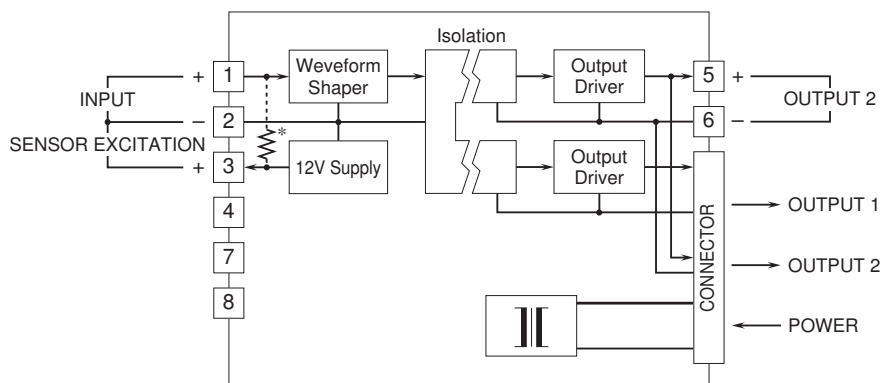 Isolation
+ 1 Waveform Shaper Output Driver 5 +
INPUT OUTPUT 2
− 2 6 −
SENSOR EXCITATION *
+ 3 12V Supply Output Driver
4 OUTPUT 1
7 CONNECTOR OUTPUT 2
8
POWER